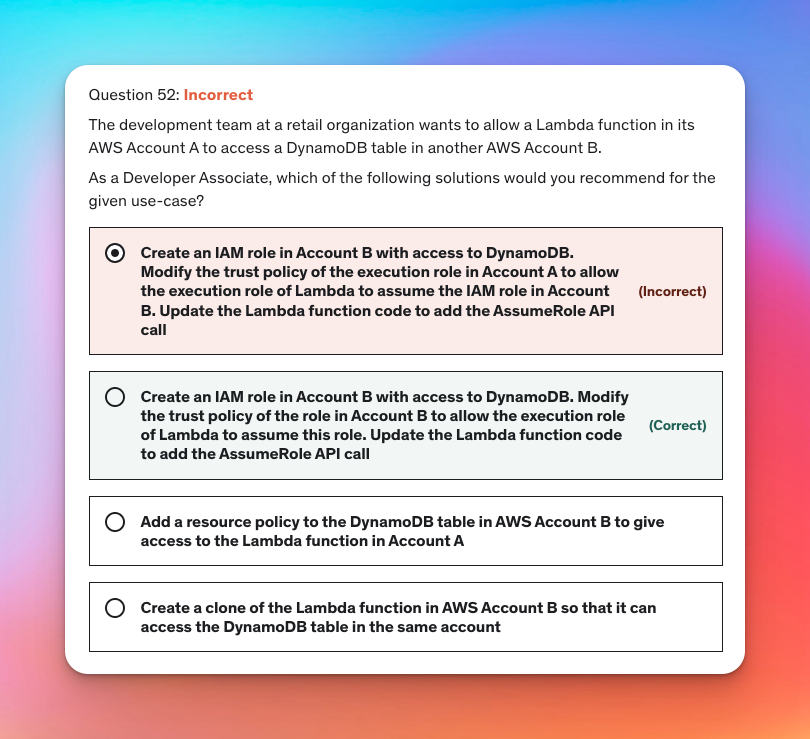 Question 52: Incorrect
The development team at a retail organization wants to allow a Lambda function in its
AWS Account A to access a DynamoDB table in another AWS Account B.
As a Developer Associate, which of the following solutions would you recommend for the
given use-case?
Create an IAM role in Account B with access to DynamoDB.
Modify the trust policy of the execution role in Account A to allow
the execution role of Lambda to assume the IAM role in Account
B. Update the Lambda function code to add the AssumeRole API
call
(Incorrect)
Create an IAM role in Account B with access to DynamoDB. Modify
the trust policy of the role in Account B to allow the execution role
of Lambda to assume this role. Update the Lambda function code
to add the AssumeRole API call
(Correct)
Add a resource policy to the DynamoDB table in AWS Account B to give
access to the Lambda function in Account A
Create a clone of the Lambda function in AWS Account B so that it can
access the DynamoDB table in the same account